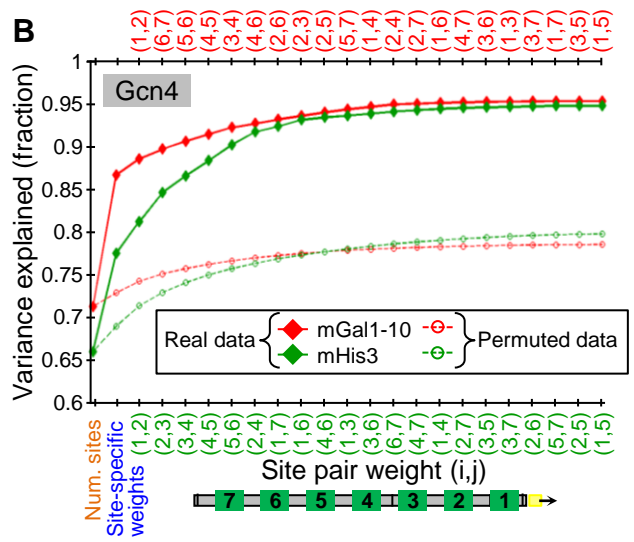 B
(1,2) (6,7) (5,6) (4,5) (3,4) (4,6) (2,6) (2,3) (2,5) (5,7) (1,4) (2,4) (2,7) (1,6) (4,7) (3,6) (1,3) (3,7) (1,7) (3,5) (1,5)
Variance explained (fraction)
1
0.95
0.9
0.85
0.8
0.75
0.7
0.65
0.6
Gcn4
Real data
mGal1-10
mHis3
Permuted data
Num. sites
Site-specific
weights
(1,2) (2,3) (3,4) (4,5) (5,6) (2,4) (1,7) (1,6) (4,6) (1,3) (3,6) (6,7) (4,7) (1,4) (2,7) (3,5) (5,7) (3,7) (2,6) (2,5) (1,5)
Site pair weight (i,j)
7 6 5 4 3 2 1